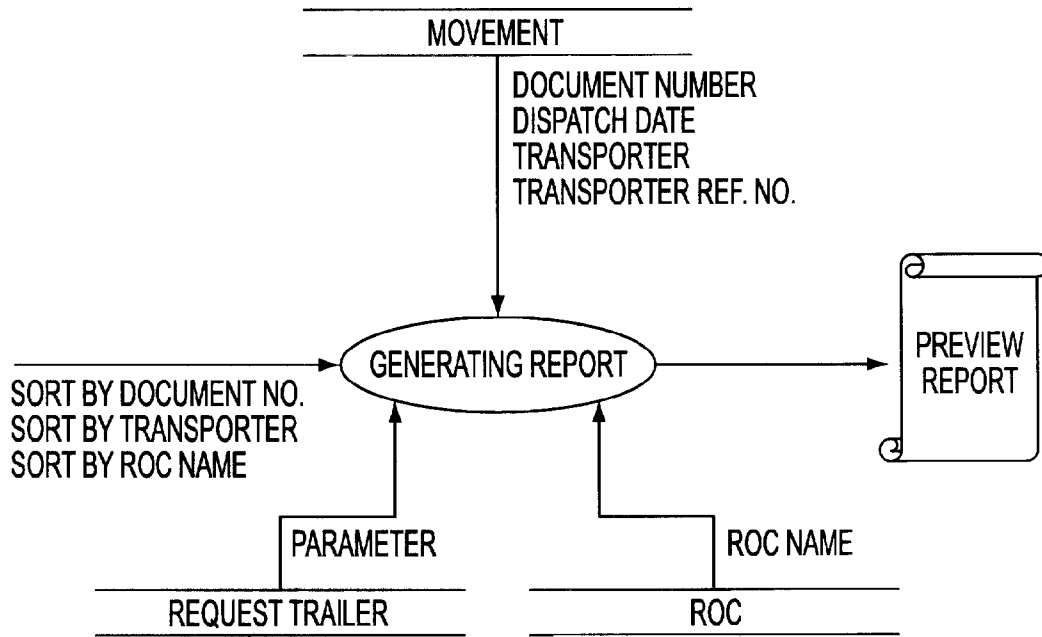 MOVEMENT
DOCUMENT NUMBER
DISPATCH DATE
TRANSPORTER
TRANSPORTER REF. NO.
GENERATING REPORT
PREVIEW
REPORT
SORT BY DOCUMENT NO.
SORT BY TRANSPORTER
SORT BY ROC NAME
PARAMETER
ROC NAME
REQUEST TRAILER
ROC